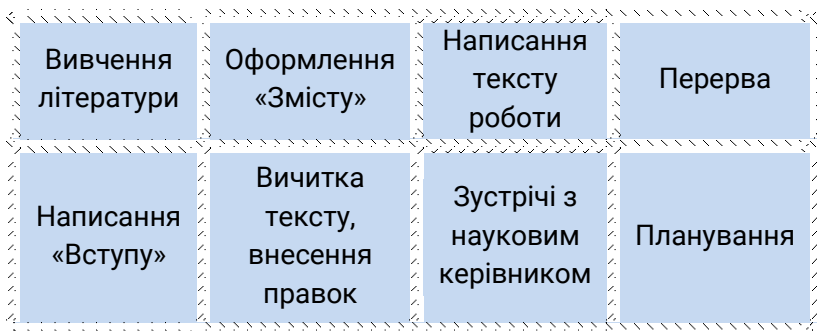 Вивчення
літератури
Оформлення
«Змісту»
Написання
тексту
роботи
Перерва
Написання
«Вступу»
Вичитка
тексту,
внесення
правок
Зустрічі з
науковим
керівником
Планування